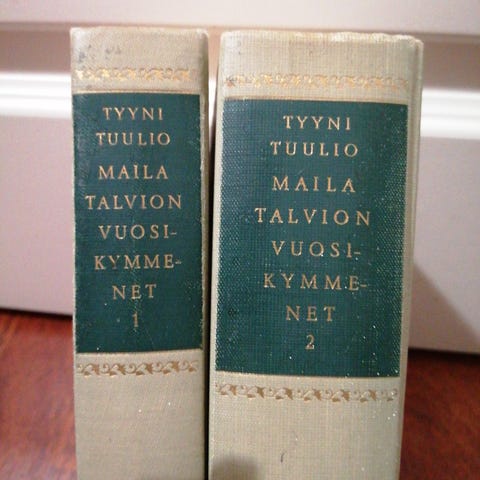 TYYNI
TUULIO
MAILA
TALVION
VUOSI-
KYMME-
NET
1
TYYNI
TUULIO
MAILA
TALVION
VUOSI-
KYMME-
NET
2